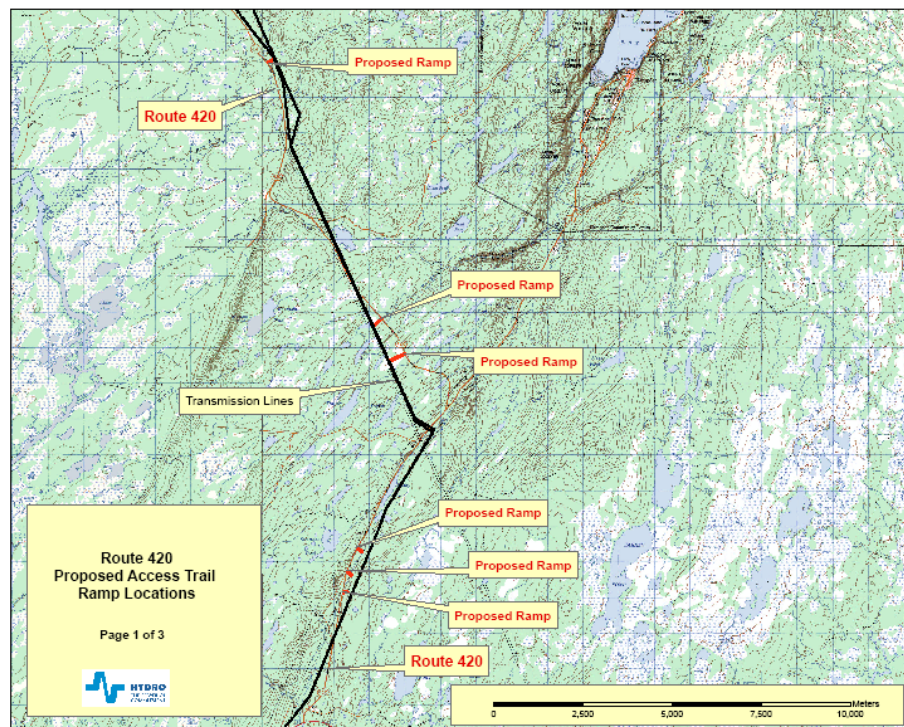 Proposed Ramp
Route 420
Proposed Ramp
Proposed Ramp
Transmission Lines
Proposed Ramp
Proposed Ramp
Proposed Ramp
Route 420
Route 420
Proposed Access Trail
Ramp Locations
Page 1 of 3
HYDRO
Meters
0 2,500 5,000 7,500 10,000